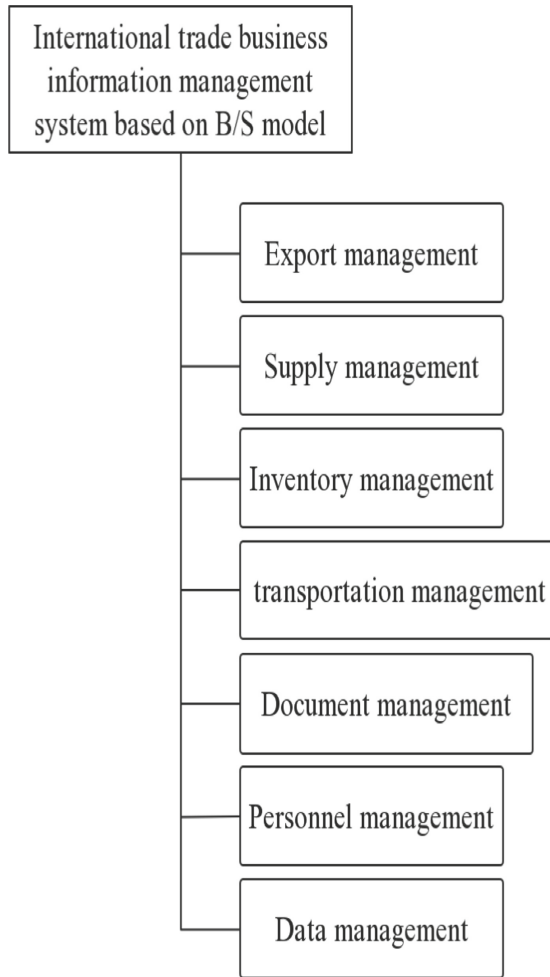 International trade business
information management
system based on B/S model
Export management
Supply management
Inventory management
transportation management
Document management
Personnel management
Data management